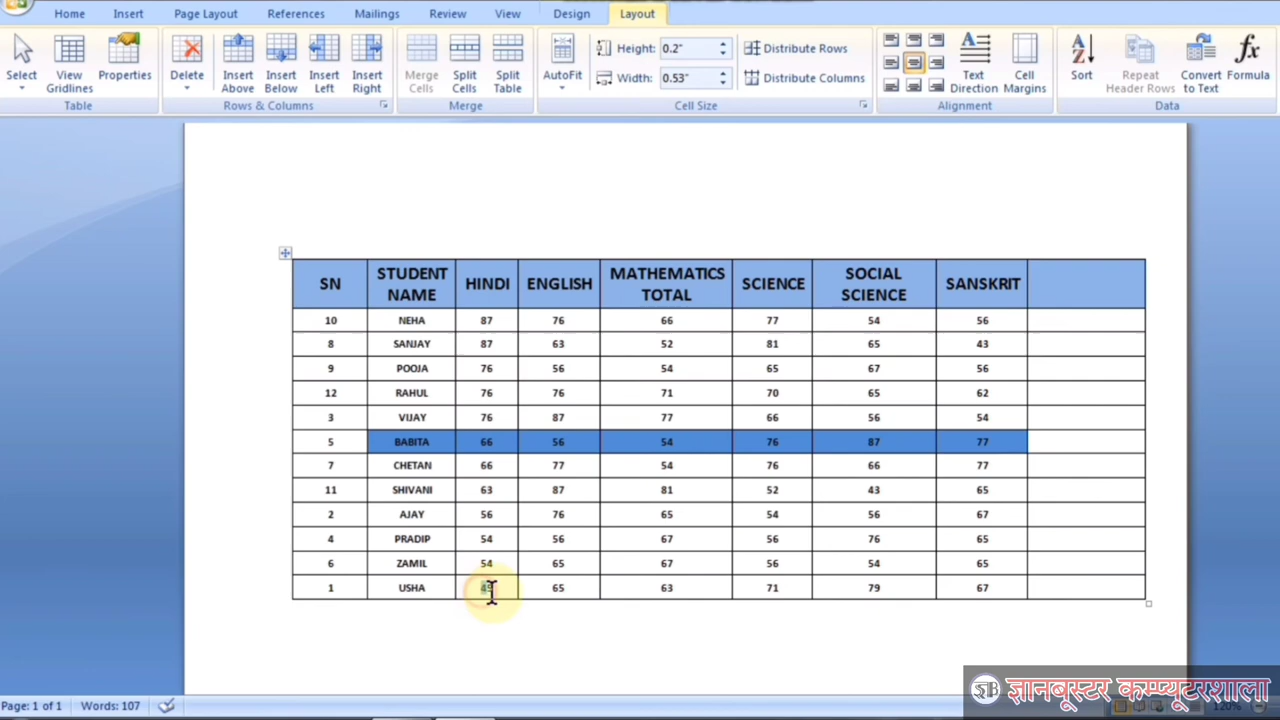 Home Insert Page Layout References Mailings Review View Design Layout
Select View Gridlines Properties
Table
Delete Insert Above Insert Below Insert Left Insert Right
Rows & Columns
Merge Cells Split Cells Split Table
Merge
AutoFit Height: 0.2" Distribute Rows
Width: 0.53" Distribute Columns
Cell Size
Text Direction Cell Margins
Alignment
Sort Repeat Header Rows Convert to Text Formula
Data
SN STUDENT NAME HINDI ENGLISH MATHEMATICS TOTAL SCIENCE SOCIAL SCIENCE SANSKRIT
10 NEHA 87 76 66 77 54 56
8 SANJAY 87 63 52 81 65 43
9 POOJA 76 56 54 65 67 56
12 RAHUL 76 76 71 70 65 62
3 VIJAY 76 87 77 66 56 54
5 BABITA 66 56 54 76 87 77
7 CHETAN 66 77 54 76 66 77
11 SHIVANI 63 87 81 52 43 65
2 AJAY 56 76 65 54 56 67
4 PRADIP 54 56 67 56 76 65
6 ZAMIL 54 65 67 56 54 65
1 USHA 65 63 71 79 67
ज्ञानबूस्टर कम्प्यूटरशाला
Page: 1 of 1 Words: 107 120%